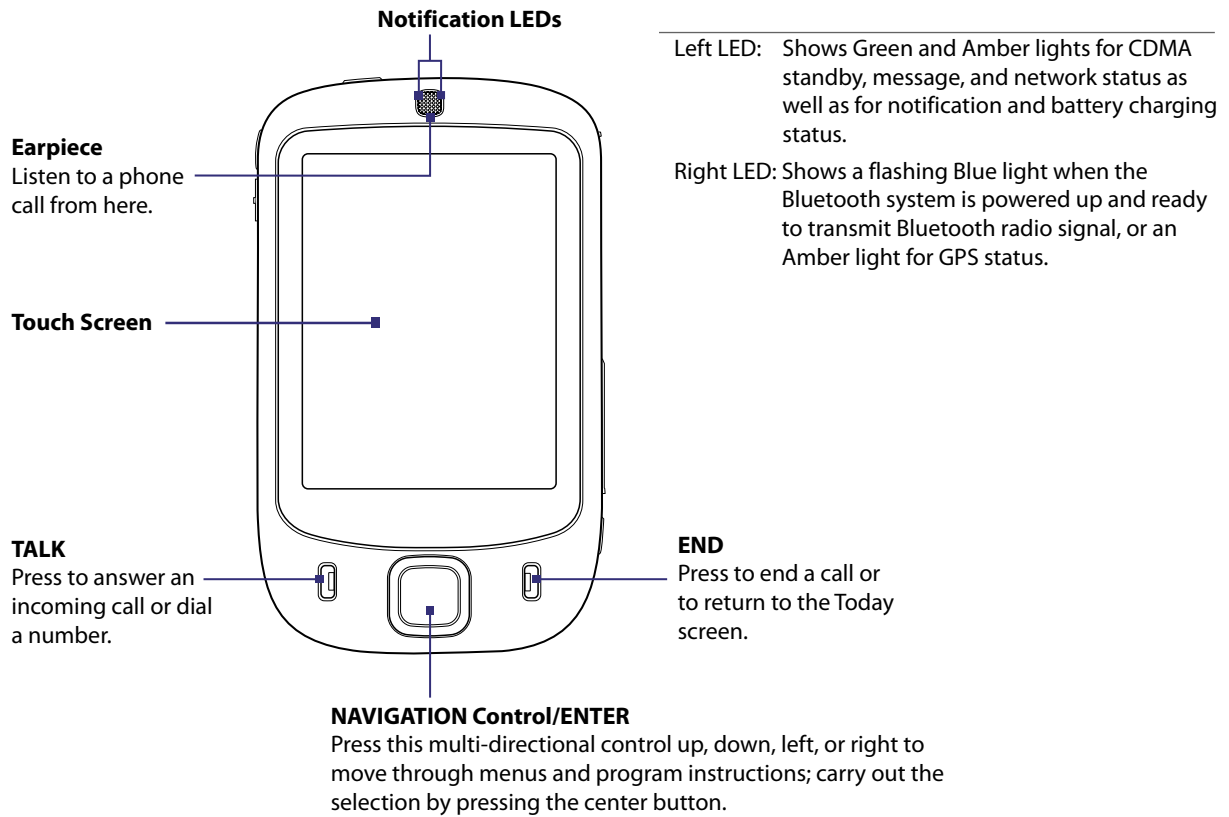 Notification LEDs
Left LED: Shows Green and Amber lights for CDMA
standby, message, and network status as
well as for notification and battery charging
status.
Right LED: Shows a flashing Blue light when the
Bluetooth system is powered up and ready
to transmit Bluetooth radio signal, or an
Amber light for GPS status.
Earpiece
Listen to a phone
call from here.
Touch Screen
TALK
Press to answer an
incoming call or dial
a number.
END
Press to end a call or
to return to the Today
screen.
NAVIGATION Control/ENTER
Press this multi-directional control up, down, left, or right to
move through menus and program instructions; carry out the
selection by pressing the center button.